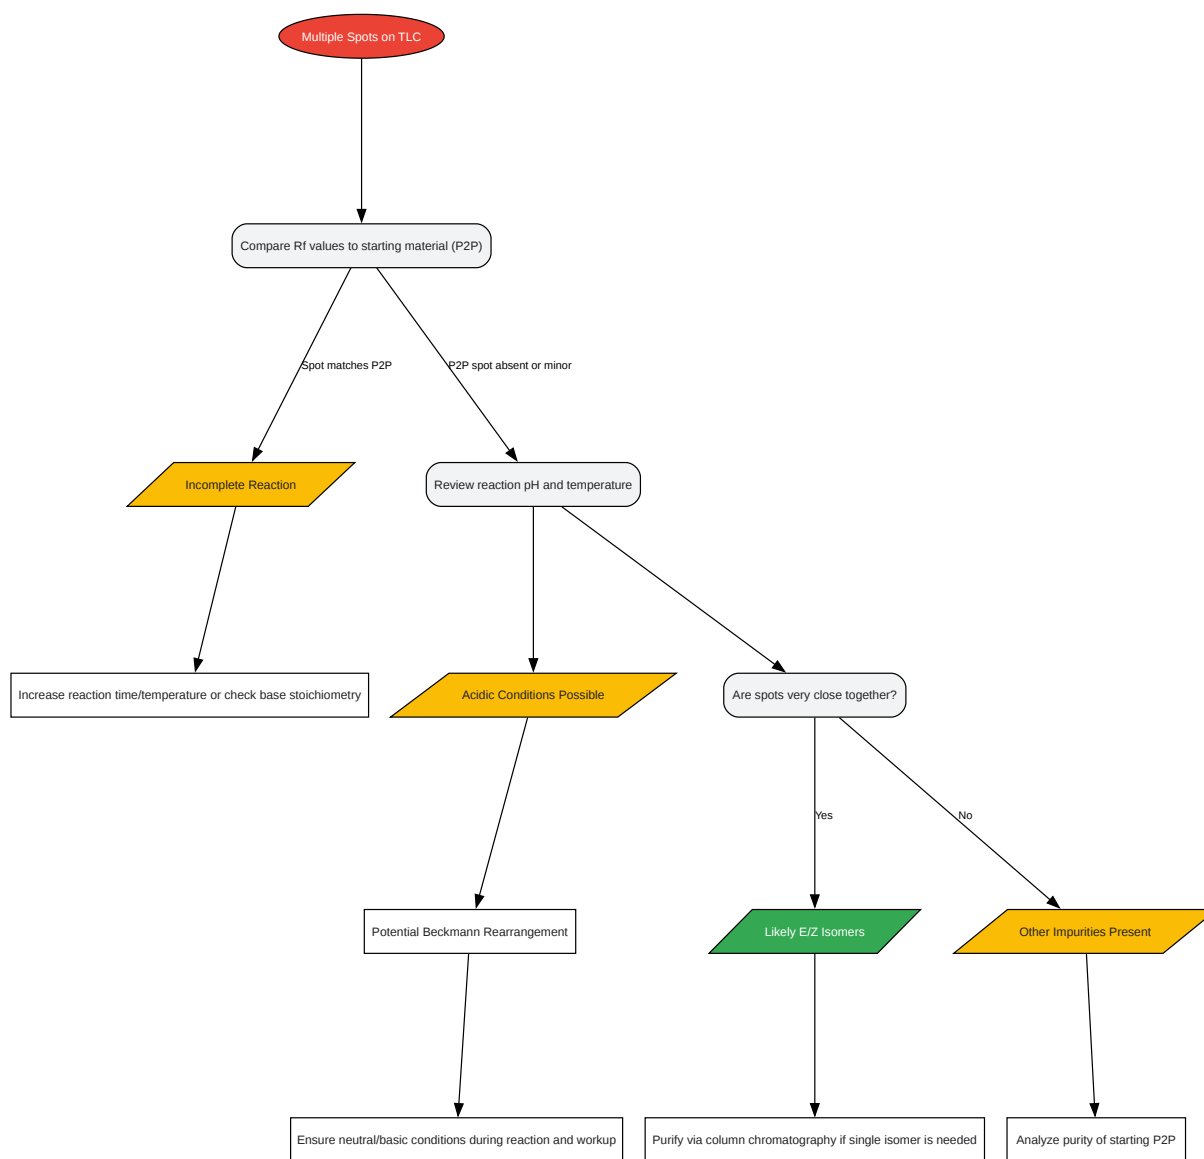 Multiple Spots on TLC
Compare Rf values to starting material (P2P)
Spot matches P2P
P2P spot absent or minor
Incomplete Reaction
Review reaction pH and temperature
Increase reaction time/temperature or check base stoichiometry
Acidic Conditions Possible
Are spots very close together?
Yes
No
Potential Beckmann Rearrangement
Likely E/Z Isomers
Other Impurities Present
Ensure neutral/basic conditions during reaction and workup
Purify via column chromatography if single isomer is needed
Analyze purity of starting P2P